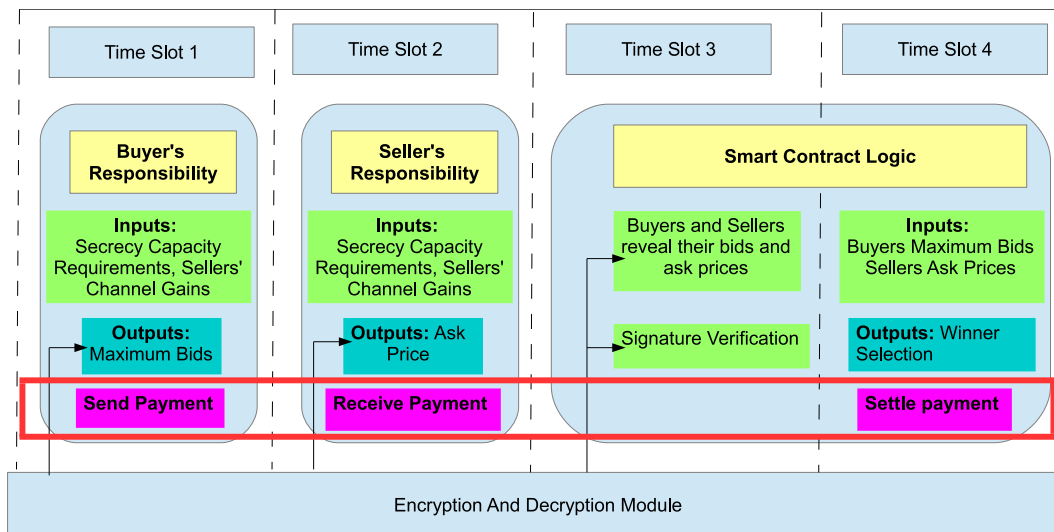 Time Slot 1
Time Slot 2
Time Slot 3
Time Slot 4
Buyer's
Responsibility
Seller's
Responsibility
Smart Contract Logic
Inputs:
Secrecy Capacity
Requirements, Sellers'
Channel Gains
Inputs:
Secrecy Capacity
Requirements, Sellers'
Channel Gains
Buyers and Sellers
reveal their bids and
ask prices
Inputs:
Buyers Maximum Bids
Sellers Ask Prices
Outputs:
Maximum Bids
Outputs: Ask
Price
Signature Verification
Outputs: Winner
Selection
Send Payment
Receive Payment
Settle payment
Encryption And Decryption Module